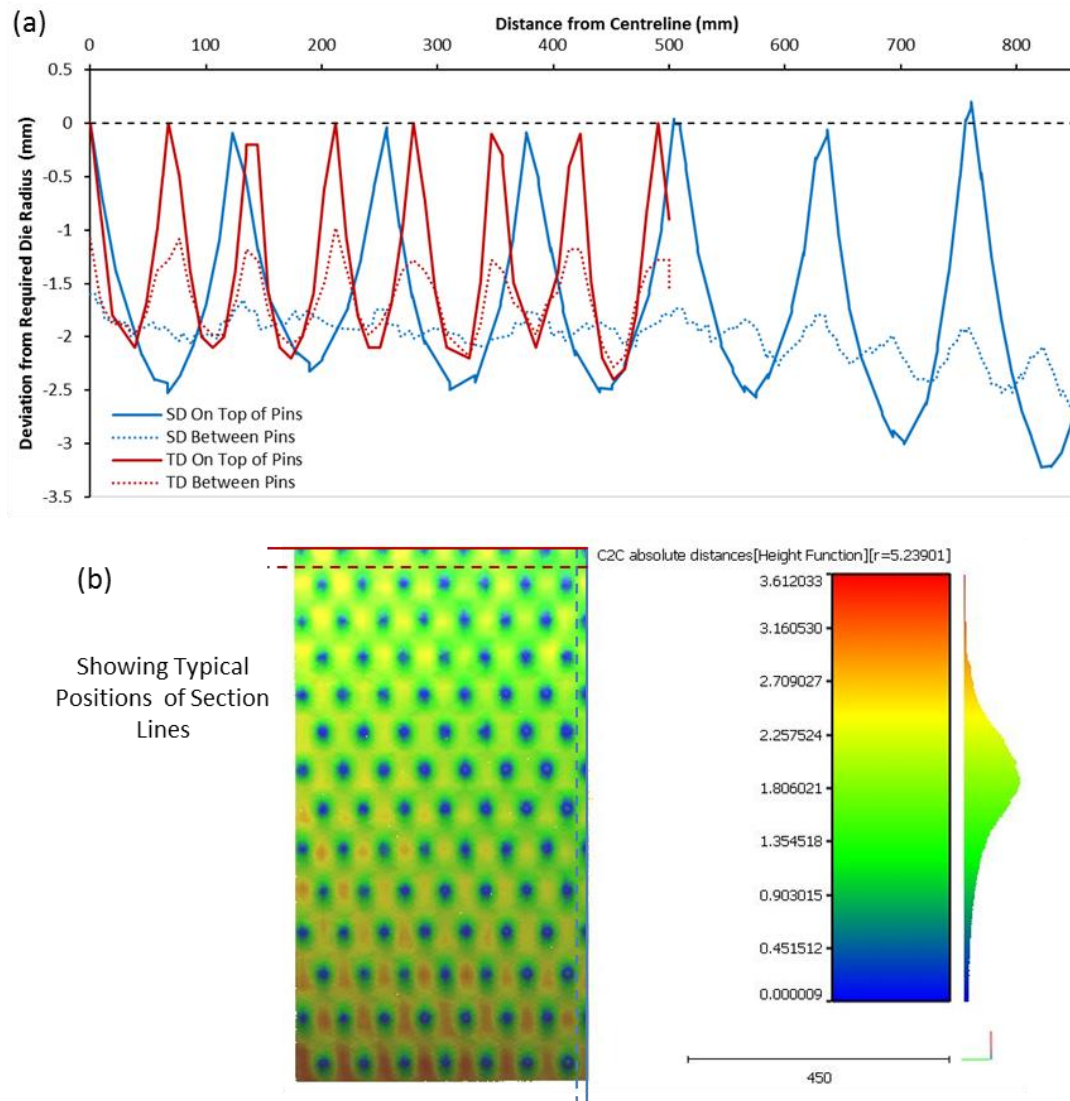 (a)
Distance from Centreline (mm)
0 100 200 300 400 500 600 700 800
Deviation from Required Die Radius (mm)
0.5
0
-0.5
-1
-1.5
-2
-2.5
-3
-3.5
SD On Top of Pins
SD Between Pins
TD On Top of Pins
TD Between Pins
(b)
Showing Typical
Positions of Section
Lines
C2C absolute distances[Height Function][r=5.23901]
3.612033
3.160530
2.709027
2.257524
1.806021
1.354518
0.903015
0.451512
0.000009
450